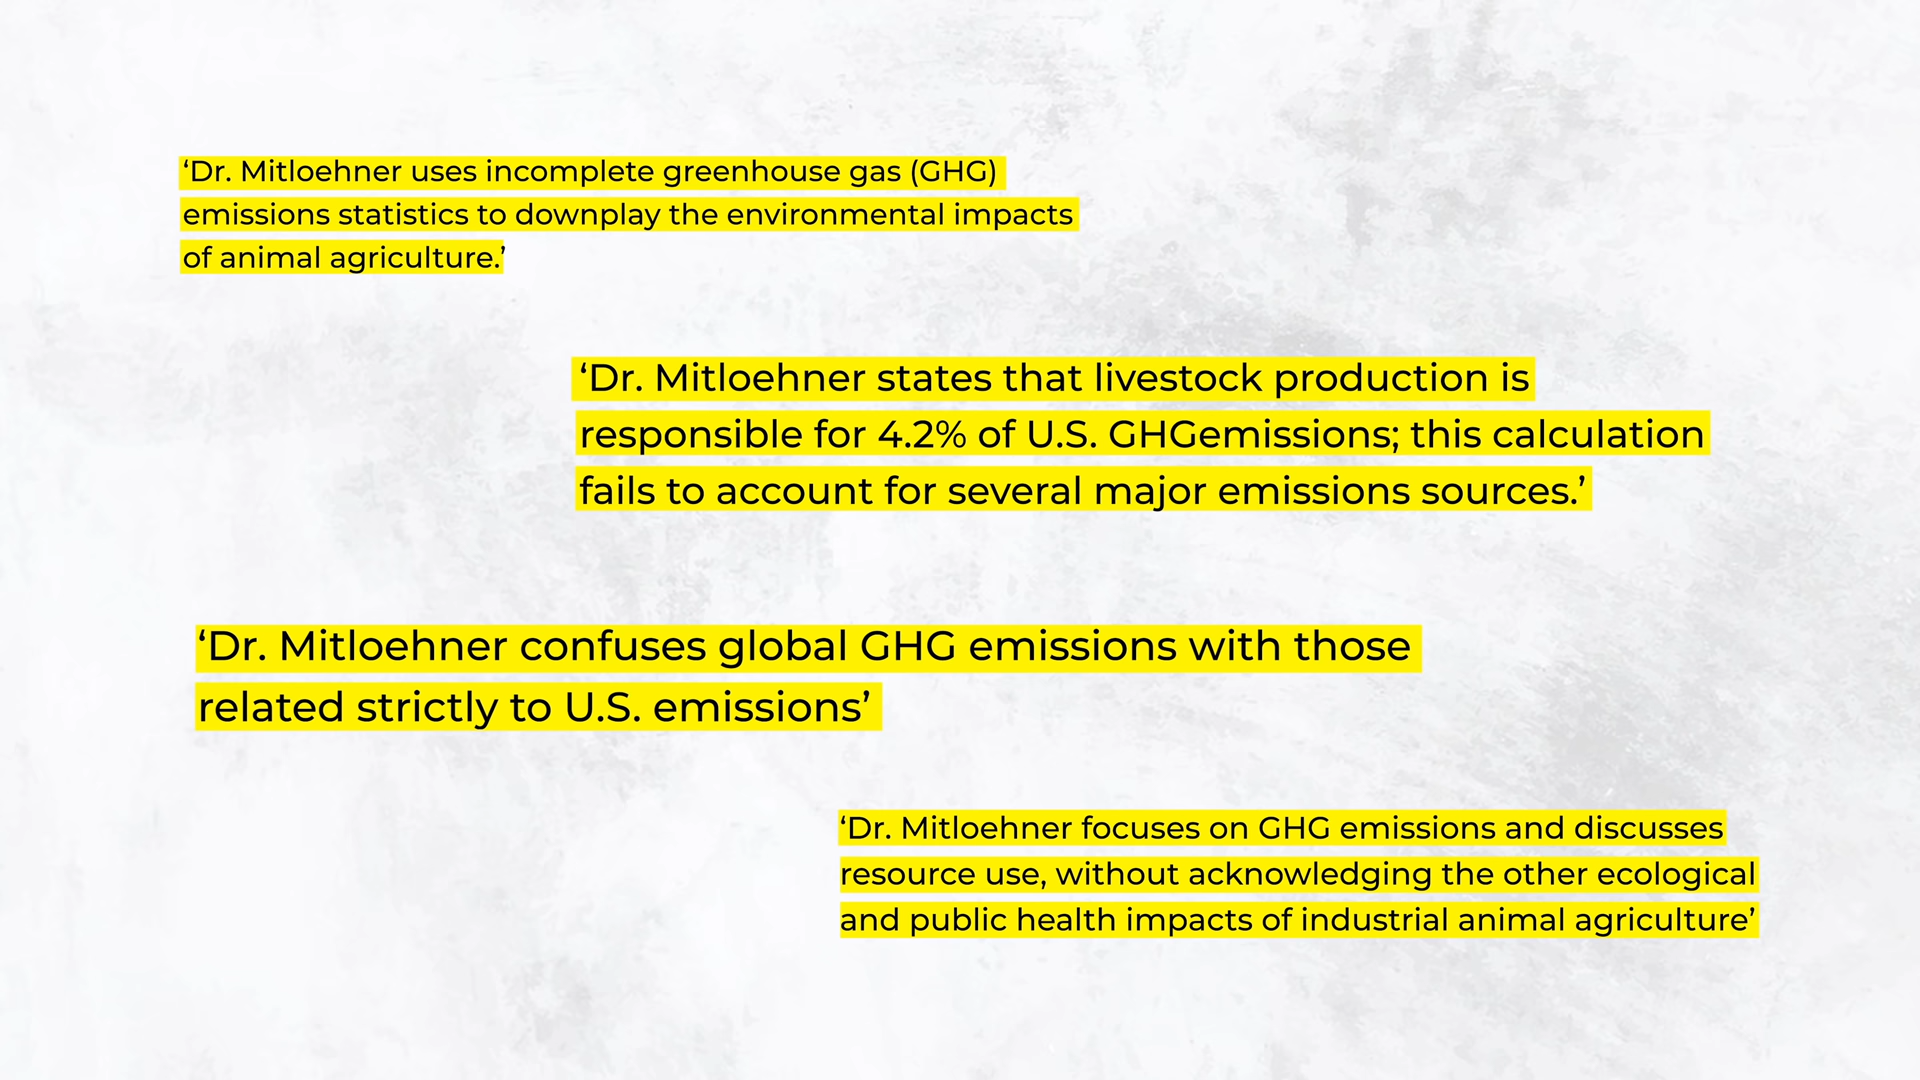 ‘Dr. Mitloehner uses incomplete greenhouse gas (GHG)
emissions statistics to downplay the environmental impacts
of animal agriculture.’
‘Dr. Mitloehner states that livestock production is
responsible for 4.2% of U.S. GHGemissions; this calculation
fails to account for several major emissions sources.’
‘Dr. Mitloehner confuses global GHG emissions with those
related strictly to U.S. emissions’
‘Dr. Mitloehner focuses on GHG emissions and discusses
resource use, without acknowledging the other ecological
and public health impacts of industrial animal agriculture’